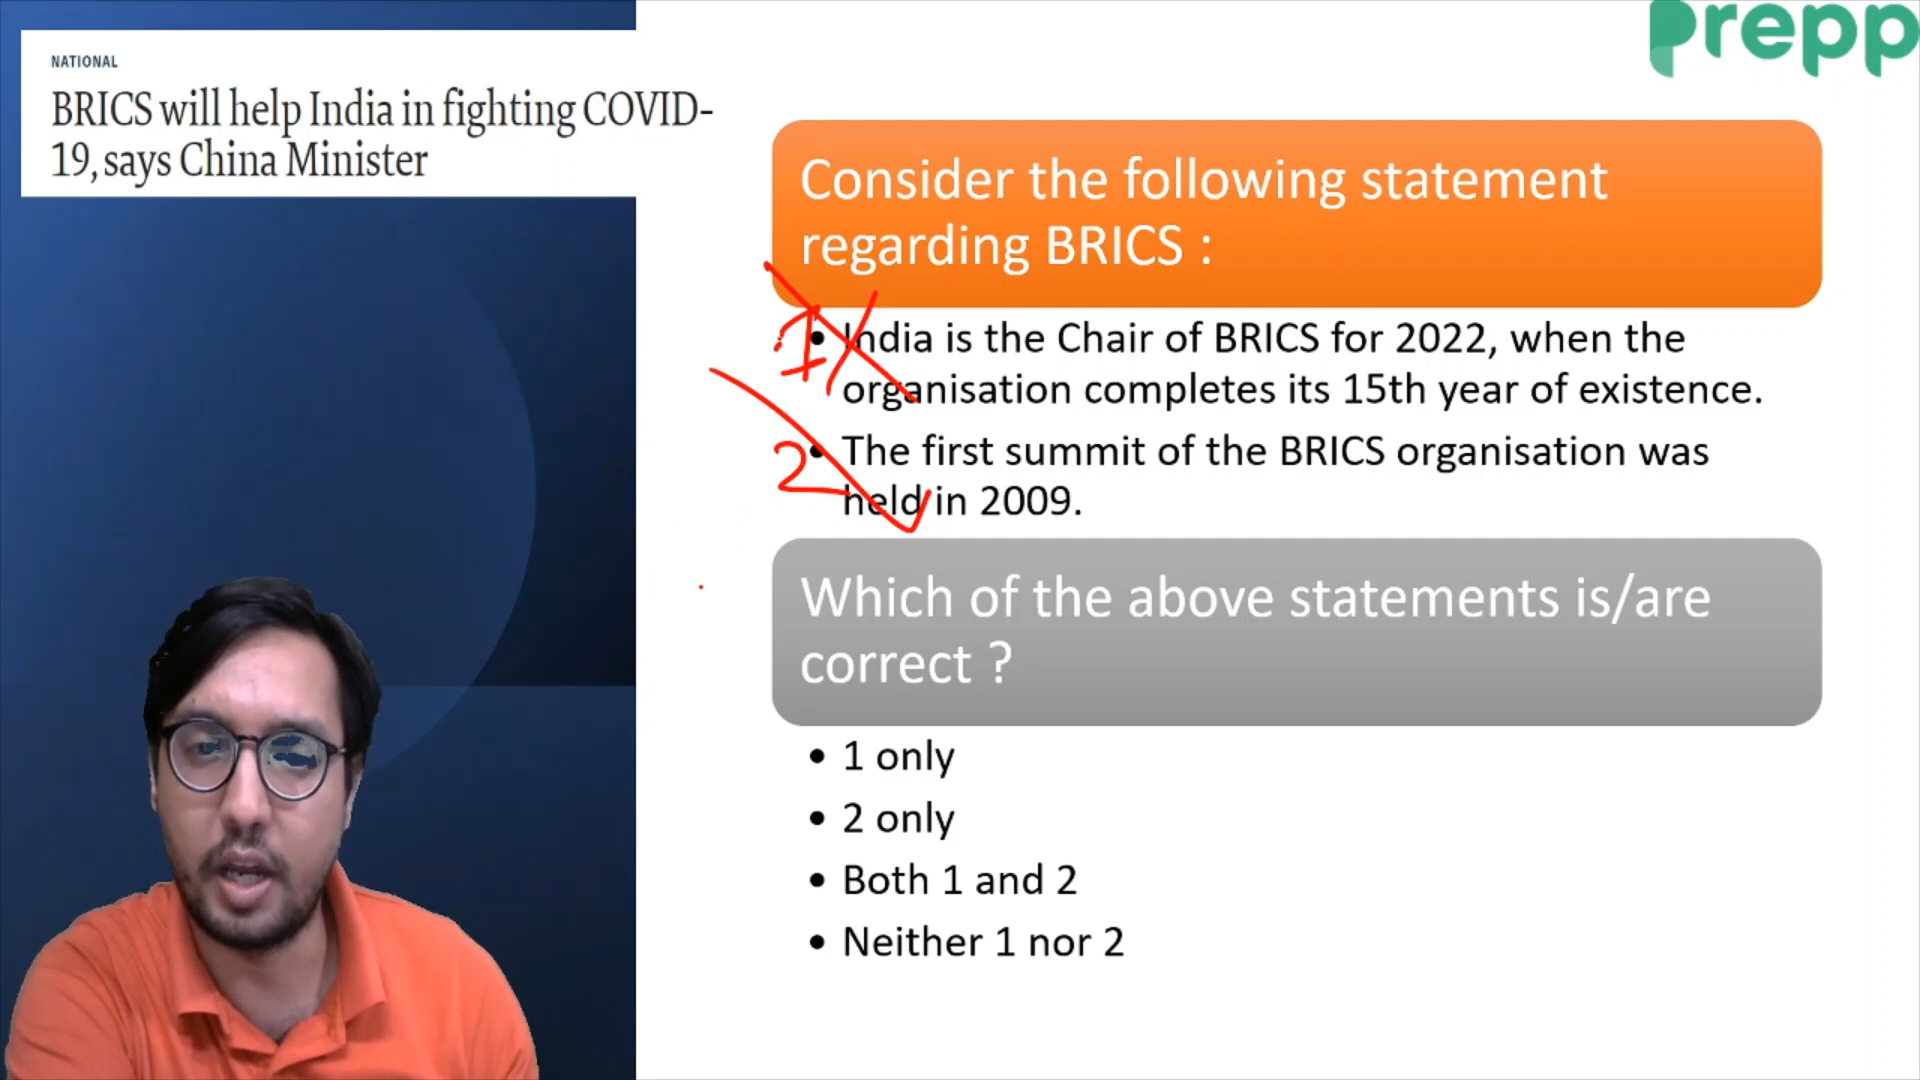 prepp
NATIONAL
BRICS will help India in fighting COVID-
19, says China Minister
Consider the following statement
regarding BRICS :
1
• India is the Chair of BRICS for 2022, when the
organisation completes its 15th year of existence.
2
• The first summit of the BRICS organisation was
held in 2009.
Which of the above statements is/are
correct ?
• 1 only
• 2 only
• Both 1 and 2
• Neither 1 nor 2